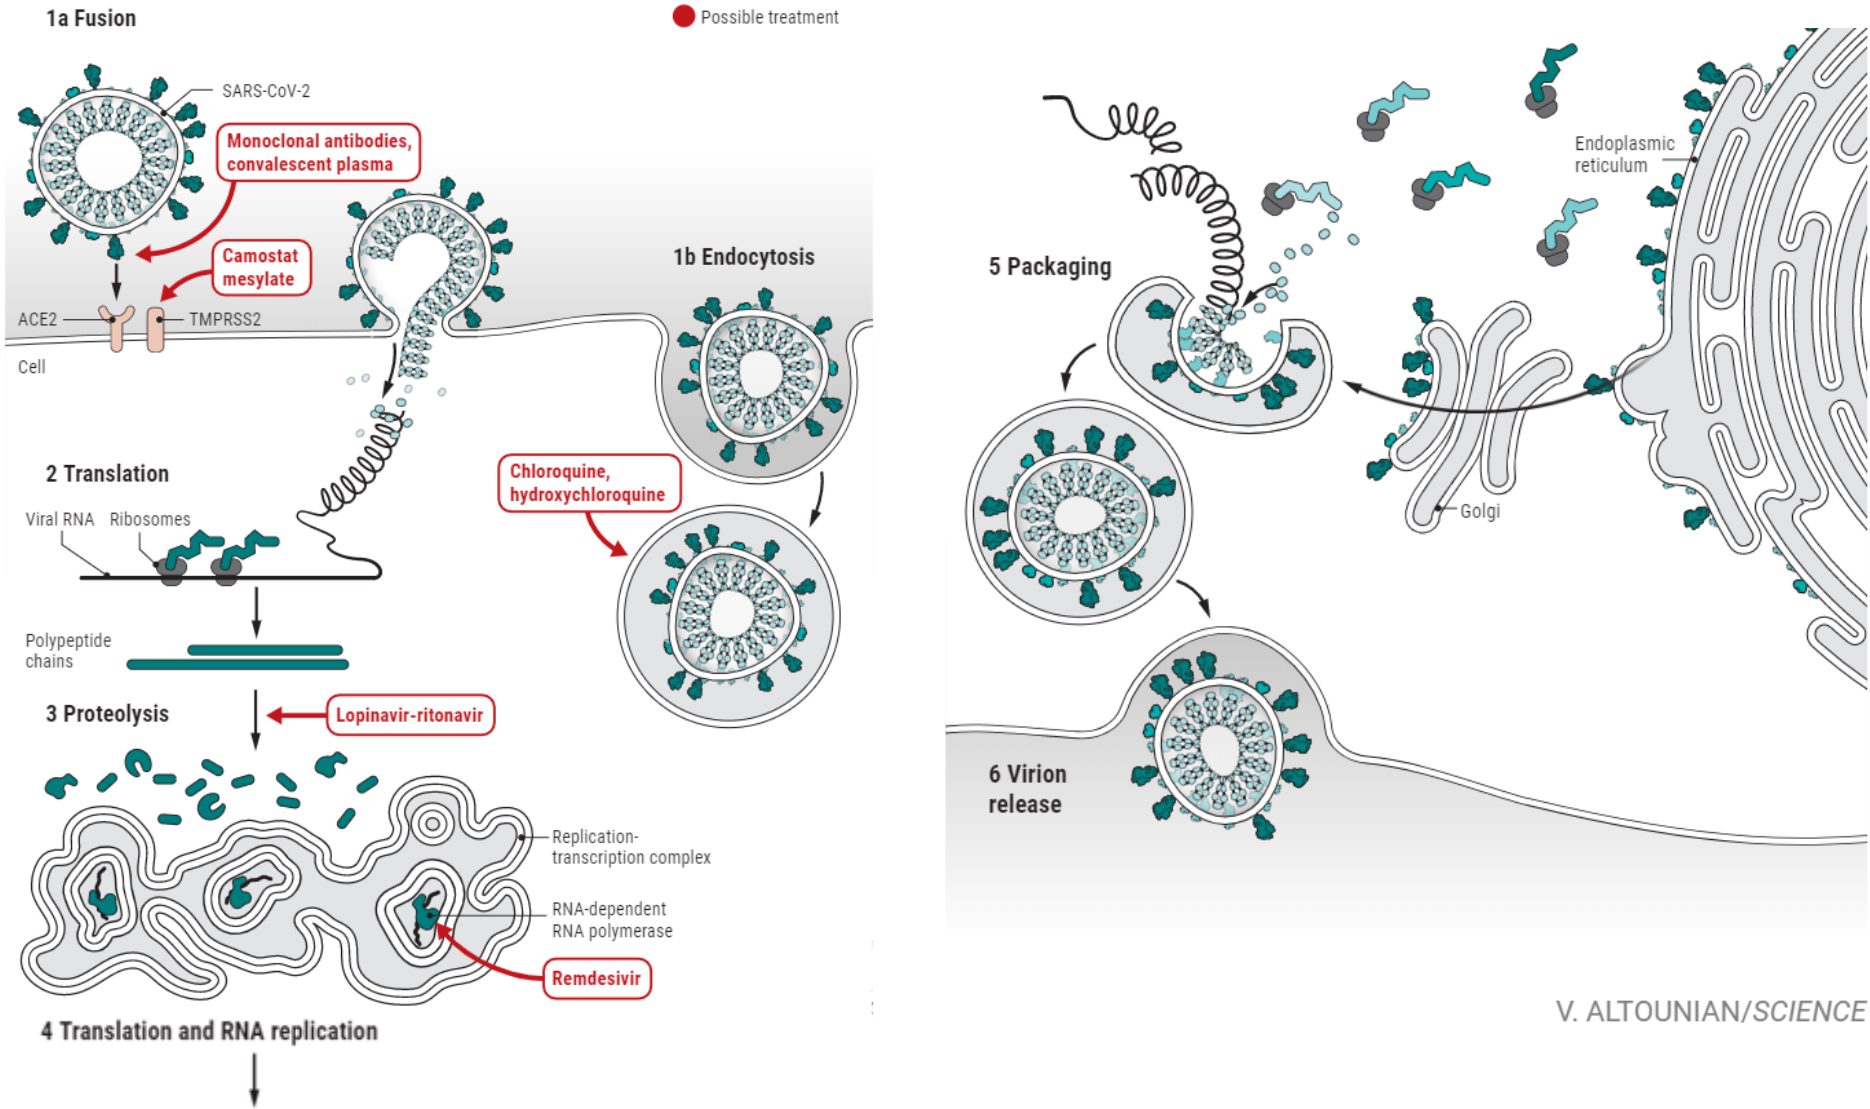 1a Fusion
Possible treatment
SARS-CoV-2
Monoclonal antibodies,
convalescent plasma
Camostat
mesylate
ACE2
TMPRSS2
Cell
1b Endocytosis
Chloroquine,
hydroxychloroquine
2 Translation
Viral RNA
Ribosomes
Polypeptide
chains
3 Proteolysis
Lopinavir-ritonavir
Replication-
transcription complex
RNA-dependent
RNA polymerase
Remdesivir
4 Translation and RNA replication
Endoplasmic
reticulum
5 Packaging
Golgi
6 Virion
release
V. ALTOUNIAN/SCIENCE